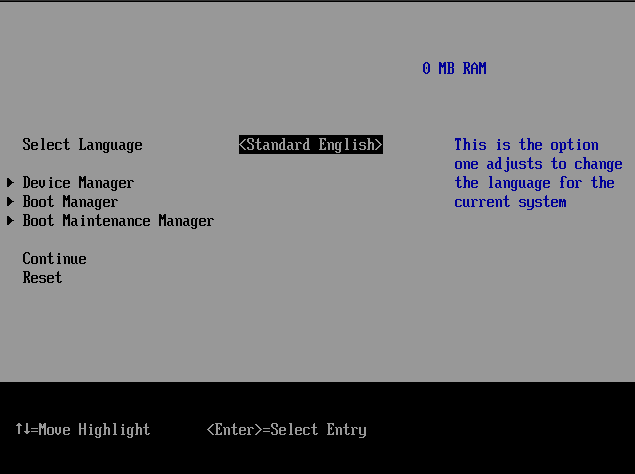 0 MB RAM
Select Language <Standard English> This is the option
one adjusts to change
▶ Device Manager the language for the
▶ Boot Manager current system
▶ Boot Maintenance Manager
Continue
Reset
↑↓=Move Highlight <Enter>=Select Entry